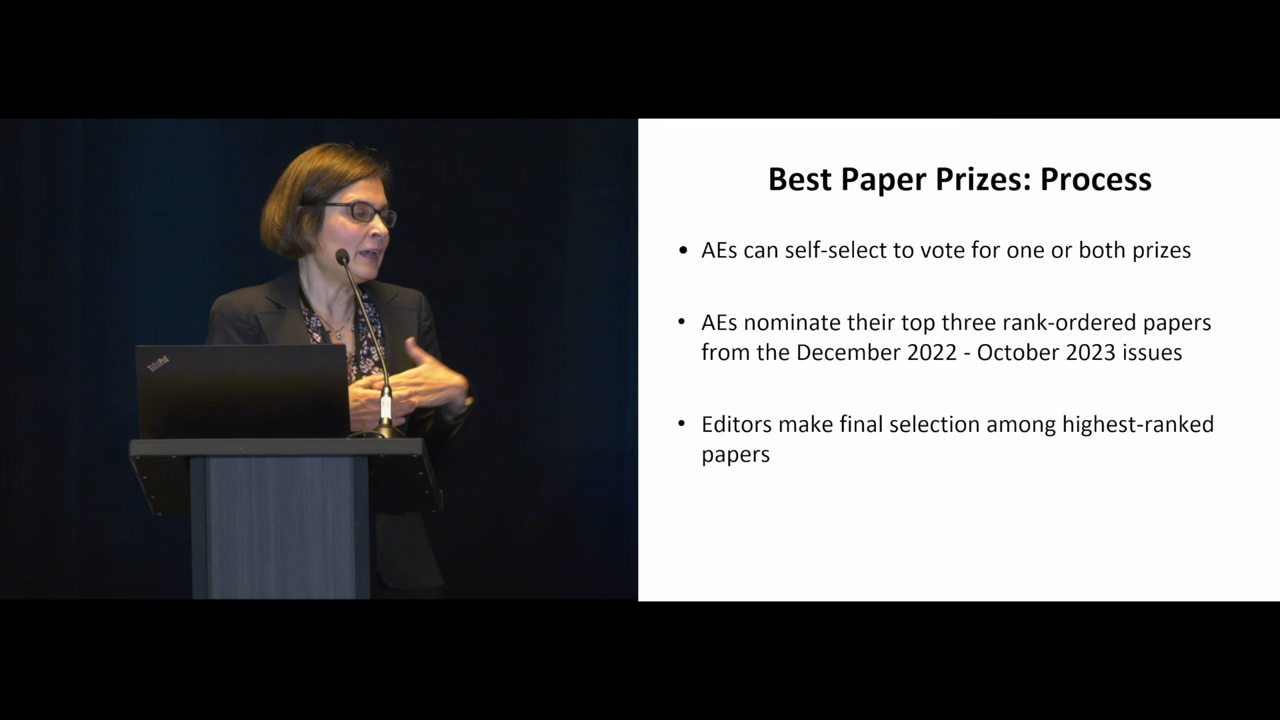 Best Paper Prizes: Process
• AEs can self-select to vote for one or both prizes
• AEs nominate their top three rank-ordered papers
from the December 2022 - October 2023 issues
• Editors make final selection among highest-ranked
papers
ThinkPad